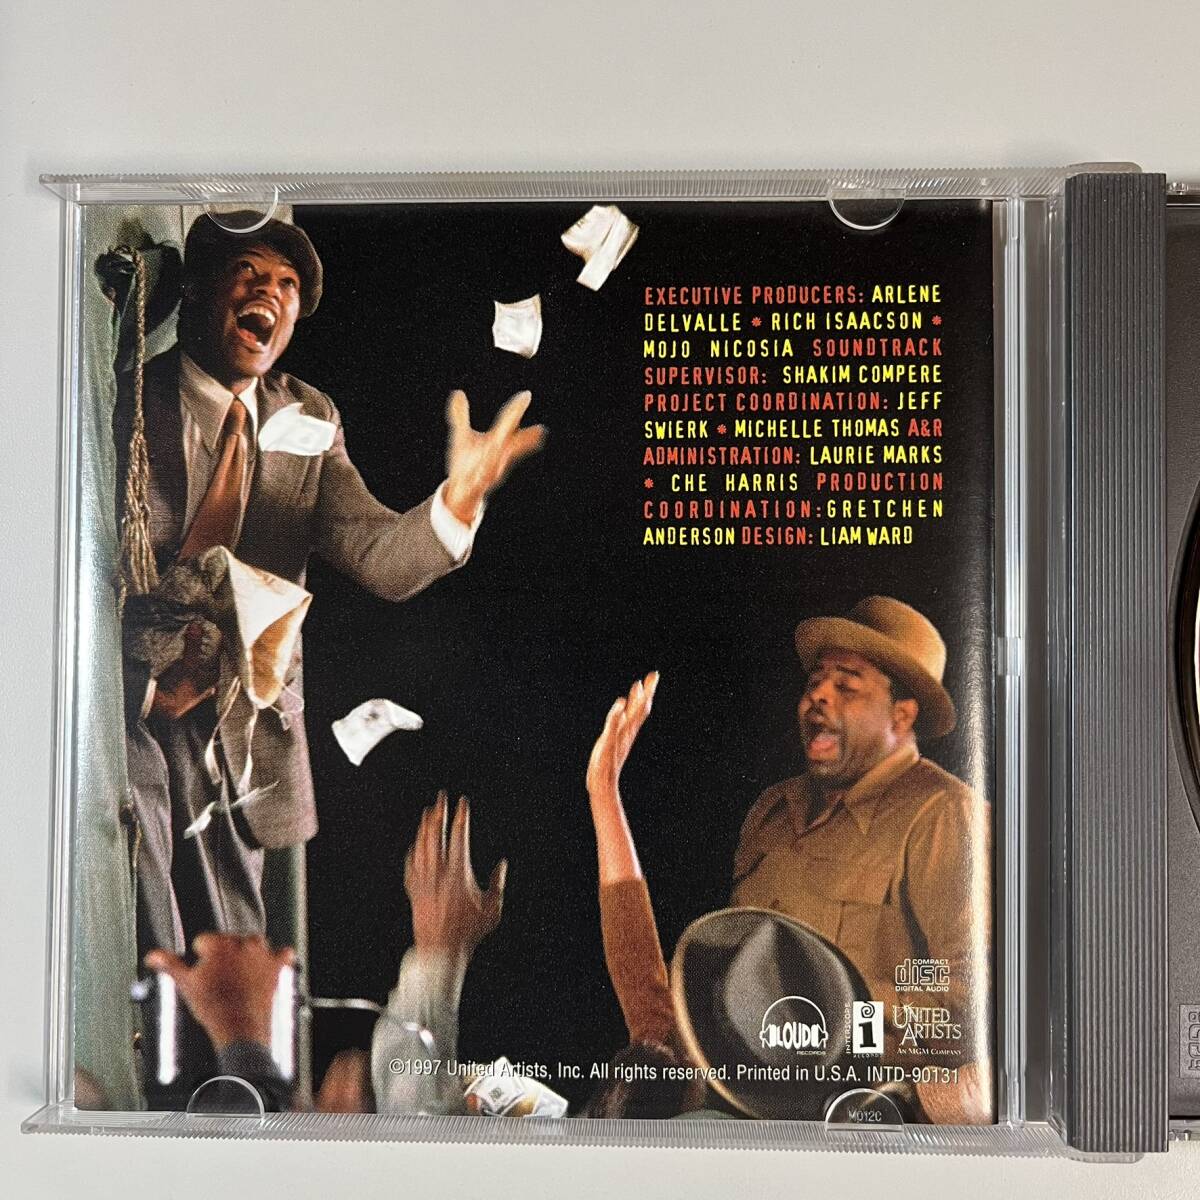 EXECUTIVE PRODUCERS: ARLENE
DELVALLE * RICH ISAACSON *
MOJO NICOSIA SOUNDTRACK
SUPERVISOR: SHAKIM COMPERE
PROJECT COORDINATION: JEFF
SWIERK * MICHELLE THOMAS A&R
ADMINISTRATION: LAURIE MARKS
* CHE HARRIS PRODUCTION
COORDINATION: GRETCHEN
ANDERSON DESIGN: LIAM WARD
COMPACT
disc
DIGITAL AUDIO
LOUD
RECORDS
INTERSCOPE
i
RECORDS
UNITED
ARTISTS
AN MGM COMPANY
©1997 United Artists, Inc. All rights reserved. Printed in U.S.A. INTD-90131
M012C